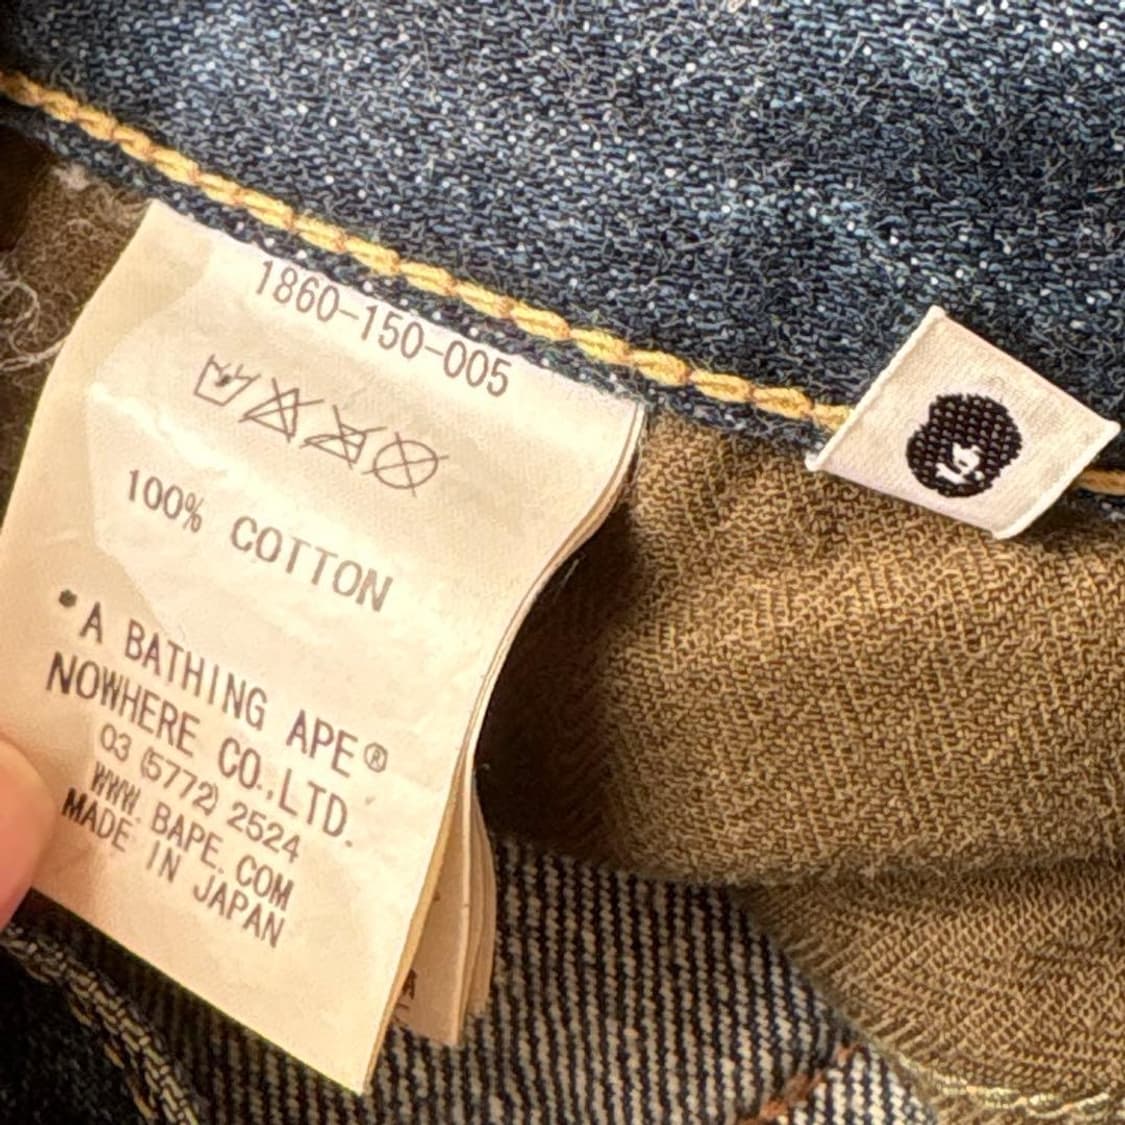 1860-150-005
100% COTTON
•A BATHING APE®
NOWHERE CO.,LTD.
03 (5772) 2524
WWW. BAPE. COM
MADE IN JAPAN